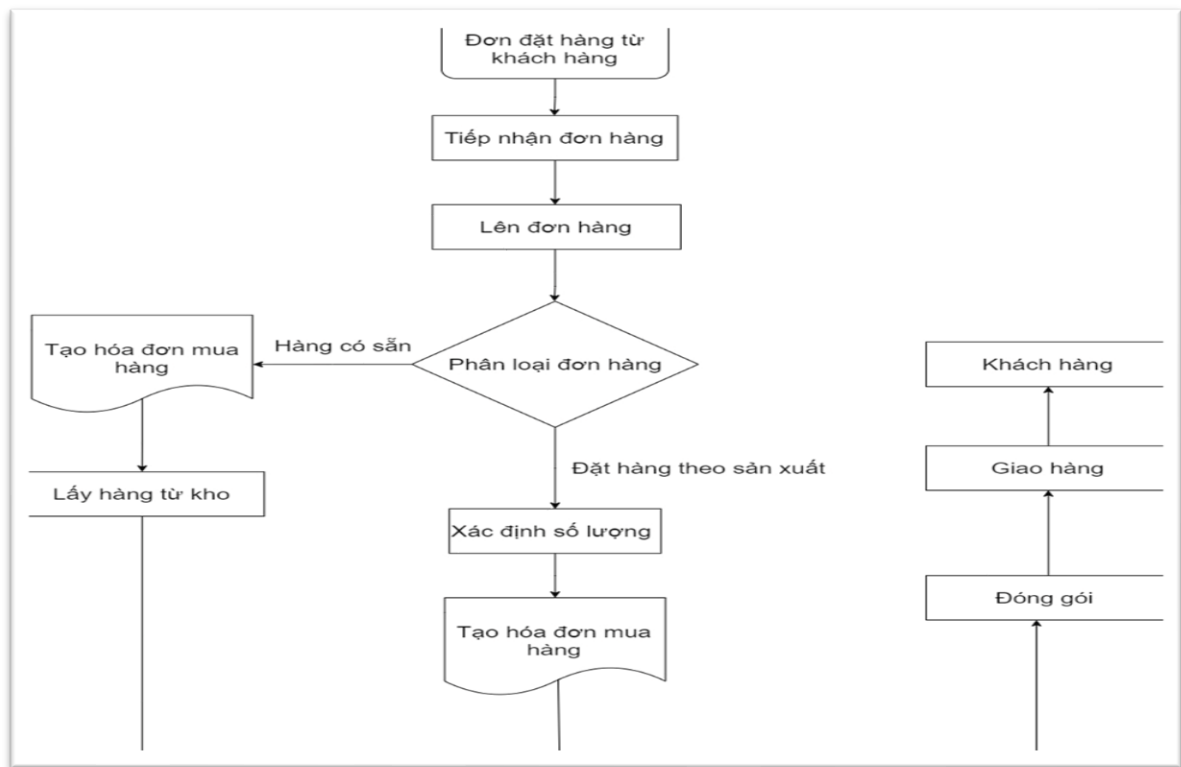 Đơn đặt hàng từ
khách hàng
Tiếp nhận đơn hàng
Lên đơn hàng
Phân loại đơn hàng
Hàng có sẵn
Tạo hóa đơn mua
hàng
Lấy hàng từ kho
Đặt hàng theo sản xuất
Xác định số lượng
Tạo hóa đơn mua
hàng
Khách hàng
Giao hàng
Đóng gói